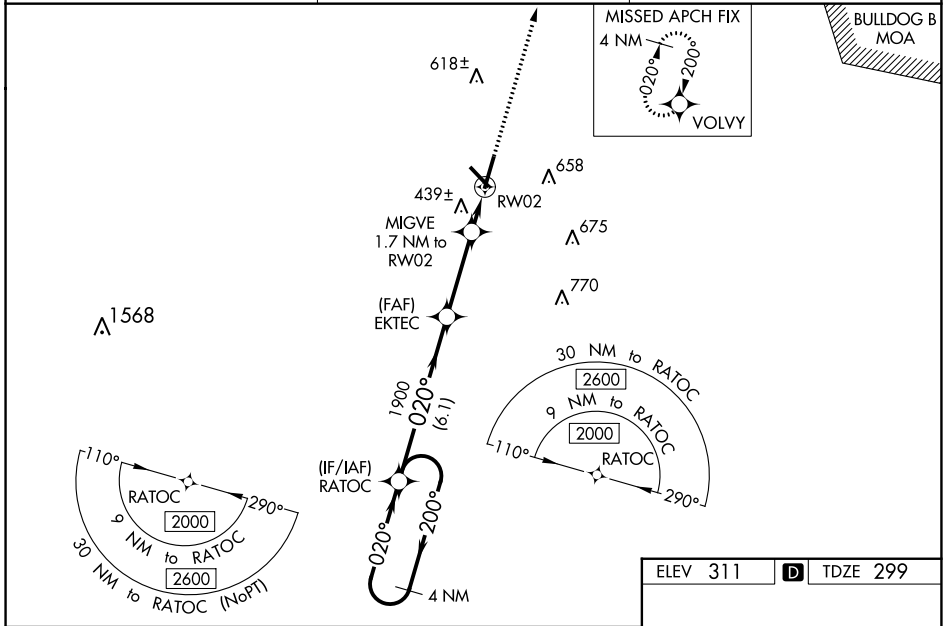 MISSED APCH FIX
4 NM
020°
200°
VOLVY
BULLDOG B
MOA
618±
658
439±
RW02
MIGVE
1.7 NM to
RW02
675
770
(FAF)
EKTEC
1568
1900
020°
(6.1)
30 NM to RATOC
2600
9 NM to RATOC
2000
110°
RATOC
290°
(IF/IAF)
RATOC
110°
RATOC
290°
2000
9 NM to RATOC
2600
30 NM to RATOC (NoPT)
020°
200°
4 NM
ELEV 311 D TDZE 299